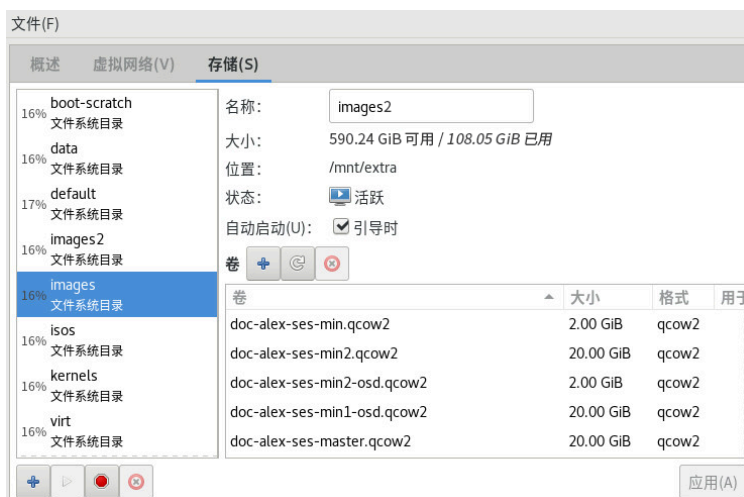 文件(F)
概述 虚拟网络(V) 存储(S)
16% boot-scratch
文件系统目录
16% data
文件系统目录
17% default
文件系统目录
16% images2
文件系统目录
16% images
文件系统目录
16% isos
文件系统目录
16% kernels
文件系统目录
16% virt
文件系统目录
名称: images2
大小: 590.24 GiB 可用 / 108.05 GiB 已用
位置: /mnt/extra
状态: 活跃
自动启动(U): 引导时
卷
卷 大小 格式 用于
doc-alex-ses-min.qcow2 2.00 GiB qcow2
doc-alex-ses-min2.qcow2 20.00 GiB qcow2
doc-alex-ses-min2-osd.qcow2 2.00 GiB qcow2
doc-alex-ses-min1-osd.qcow2 20.00 GiB qcow2
doc-alex-ses-master.qcow2 20.00 GiB qcow2
应用(A)